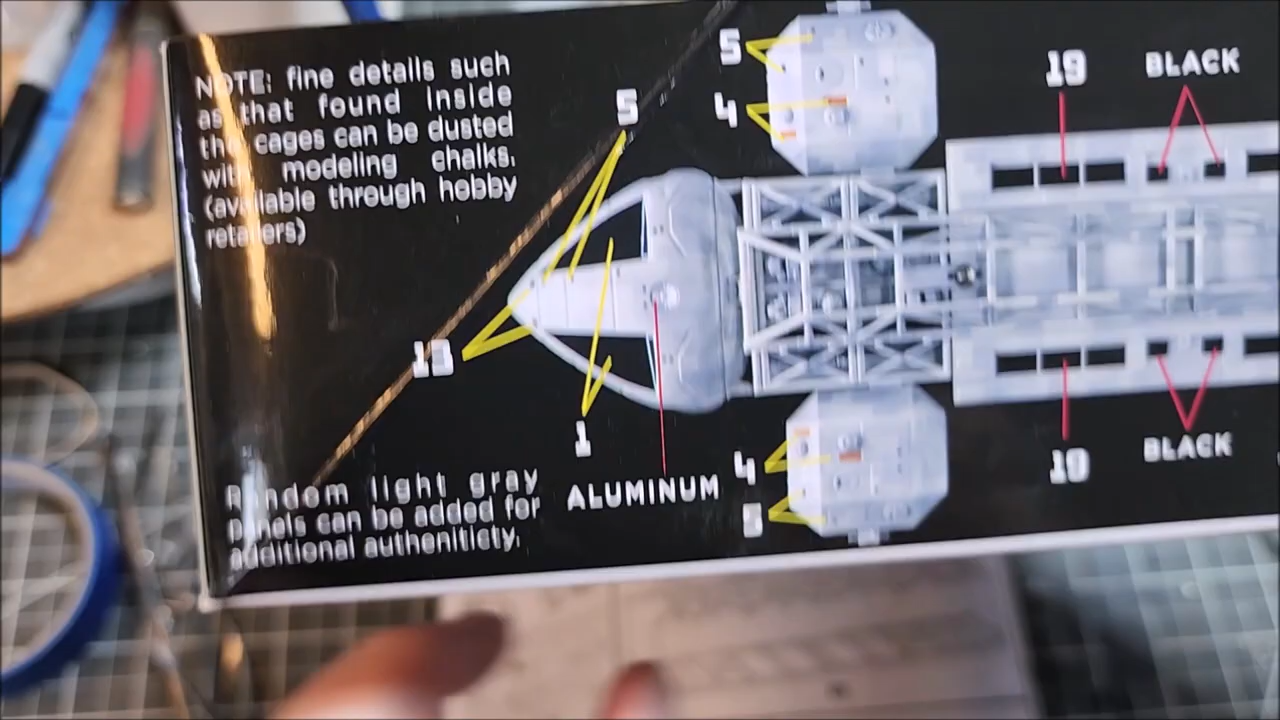 NOTE: fine details such
as that found inside
the cages can be dusted
with modeling chalks.
(available through hobby
retailers)
5
13
1
ALUMINUM
5
4
4
5
19
BLACK
19
BLACK
Random light gray
panels can be added for
additional authenticty.